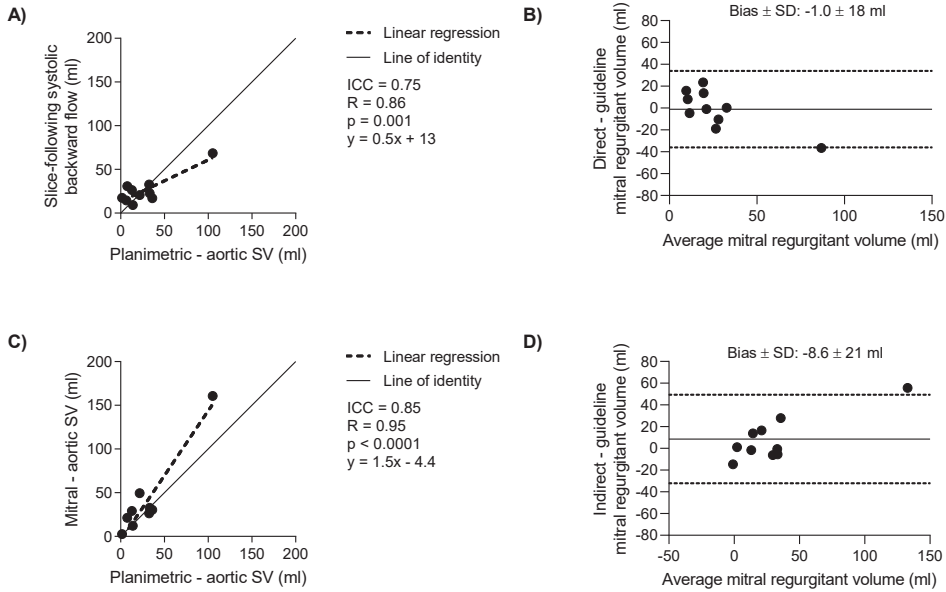 A)
Slice-following systolic
backward flow (ml)
200
150
100
50
0
0 50 100 150 200
Planimetric - aortic SV (ml)
Linear regression
Line of identity
ICC = 0.75
R = 0.86
p = 0.001
y = 0.5x + 13
B)
Bias ± SD: -1.0 ± 18 ml
Direct - guideline
mitral regurgitant volume (ml)
80
60
40
20
0
-20
-40
-60
-80
0 50 100 150
Average mitral regurgitant volume (ml)
C)
Mitral - aortic SV (ml)
200
150
100
50
0
0 50 100 150 200
Planimetric - aortic SV (ml)
Linear regression
Line of identity
ICC = 0.85
R = 0.95
p < 0.0001
y = 1.5x - 4.4
D)
Bias ± SD: -8.6 ± 21 ml
Indirect - guideline
mitral regurgitant volume (ml)
80
60
40
20
0
-20
-40
-60
-80
-50 0 50 100 150
Average mitral regurgitant volume (ml)